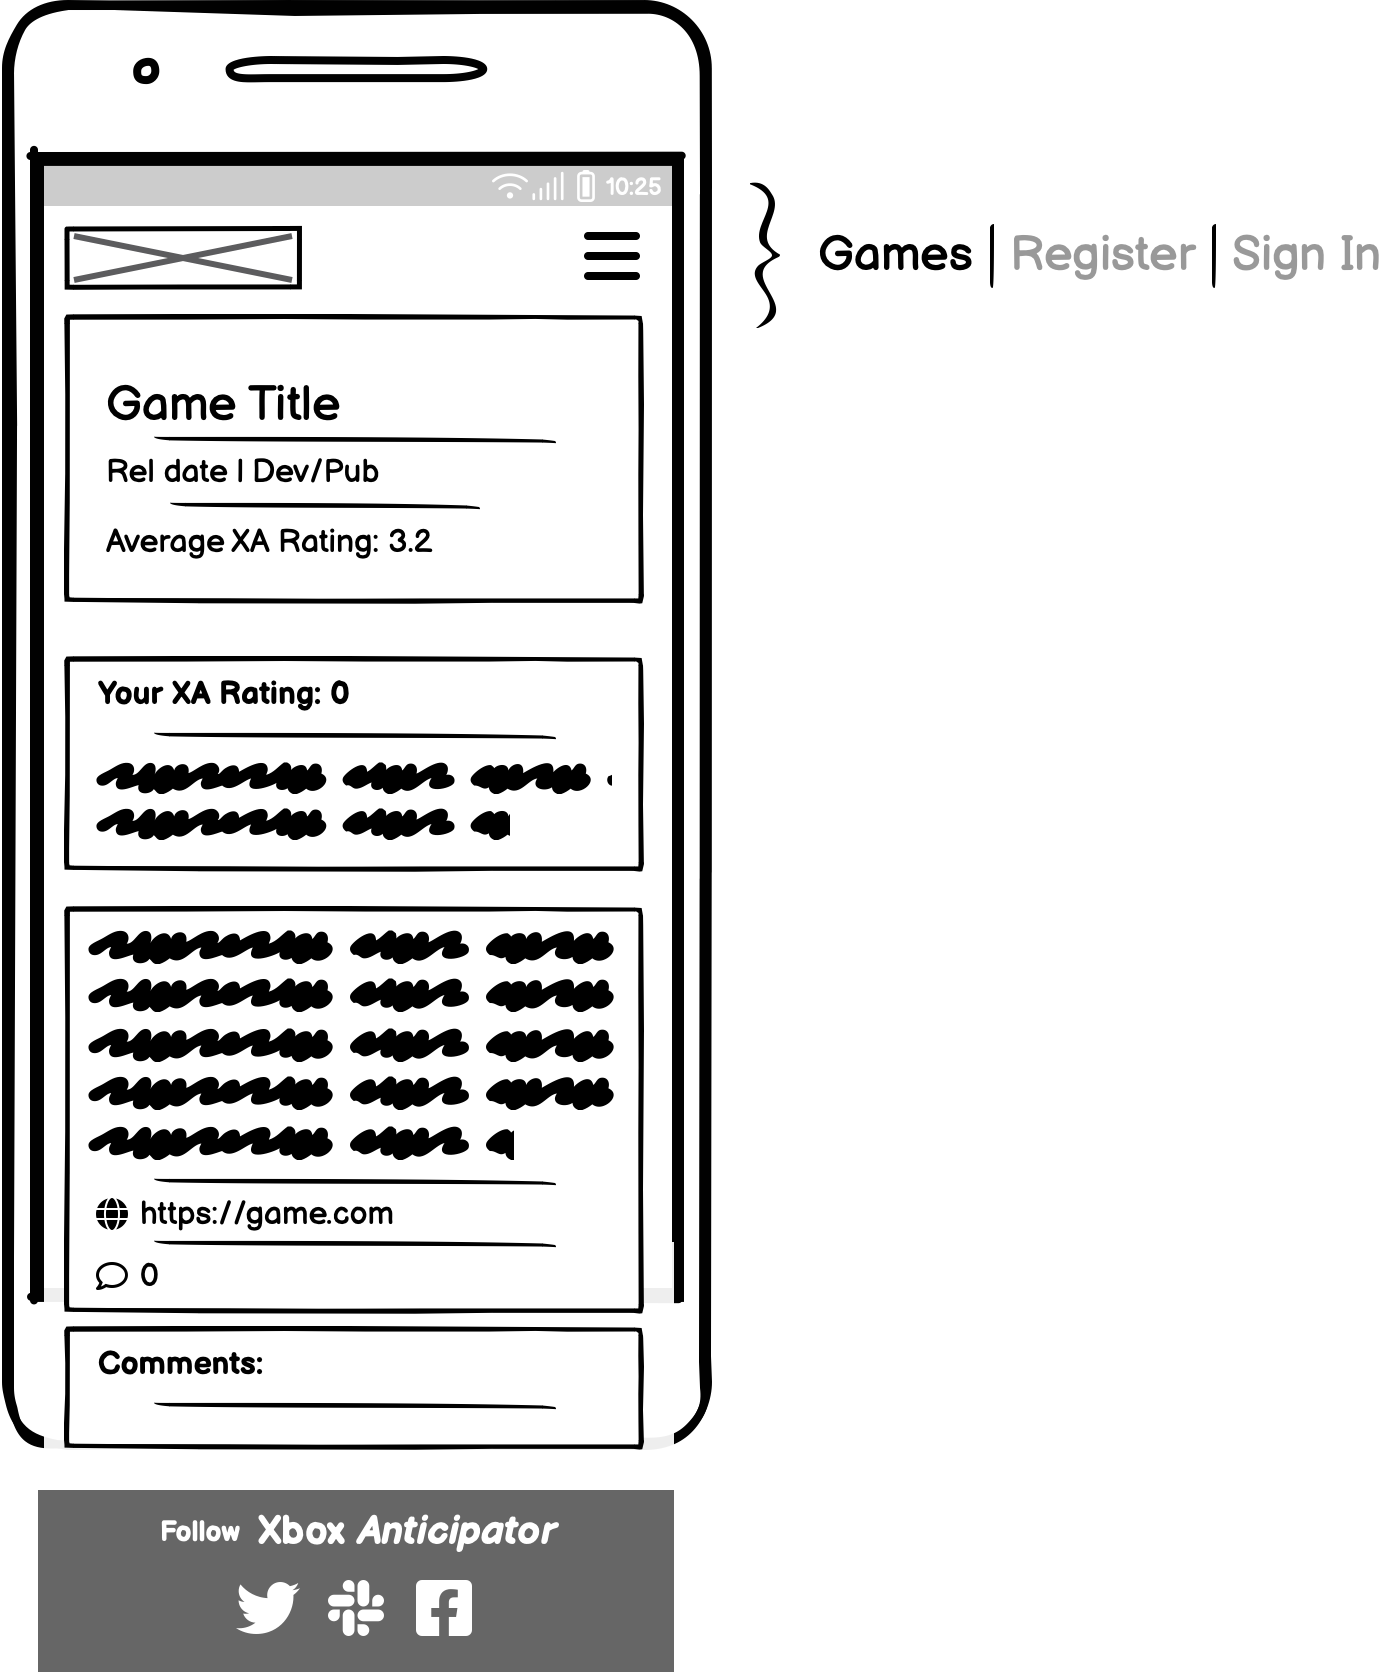 10:25
Games | Register | Sign In
Game Title
Rel date | Dev/Pub
Average XA Rating: 3.2
Your XA Rating: 0
https://game.com
0
Comments:
Follow Xbox Anticipator